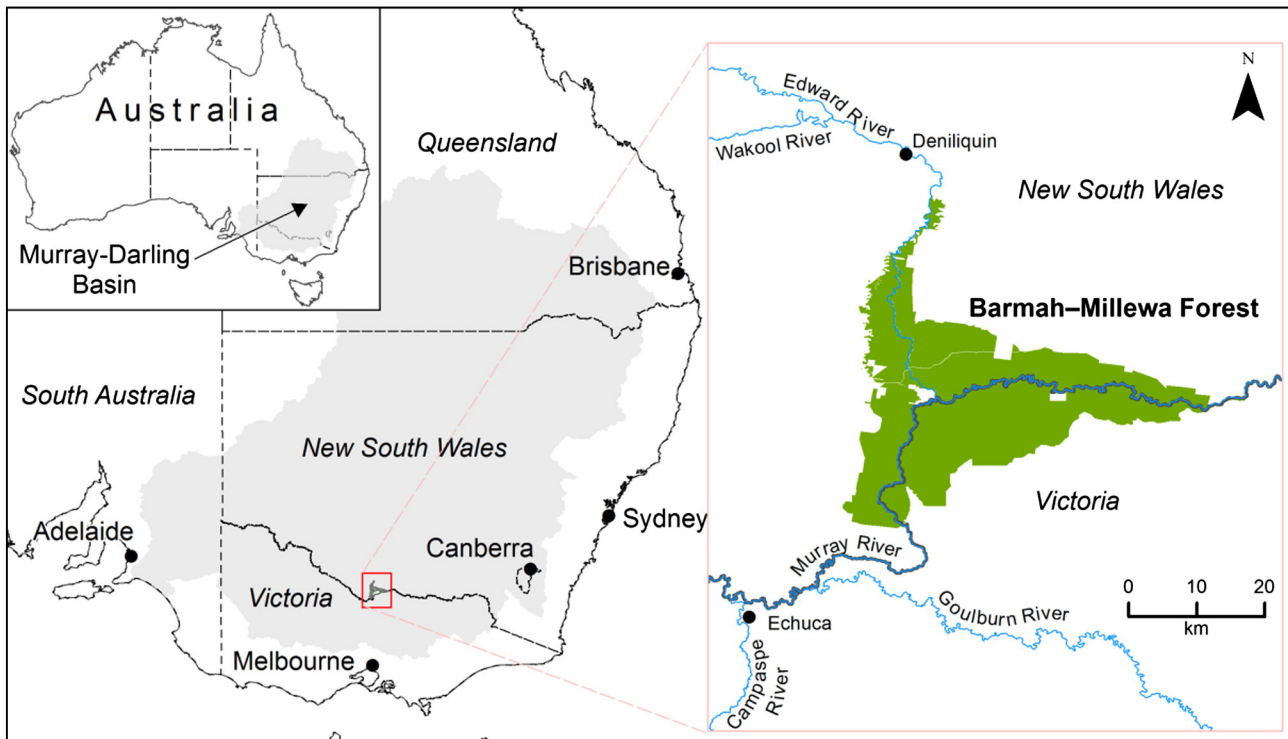 Australia
Murray-Darling
Basin
Queensland
Brisbane
South Australia
New South Wales
Adelaide
Sydney
Canberra
Victoria
Melbourne
N
Edward River
Wakool River
Deniliquin
New South Wales
Barmah–Millewa Forest
Victoria
Murray River
0 10 20
km
Goulburn River
Echuca
Campaspe
River